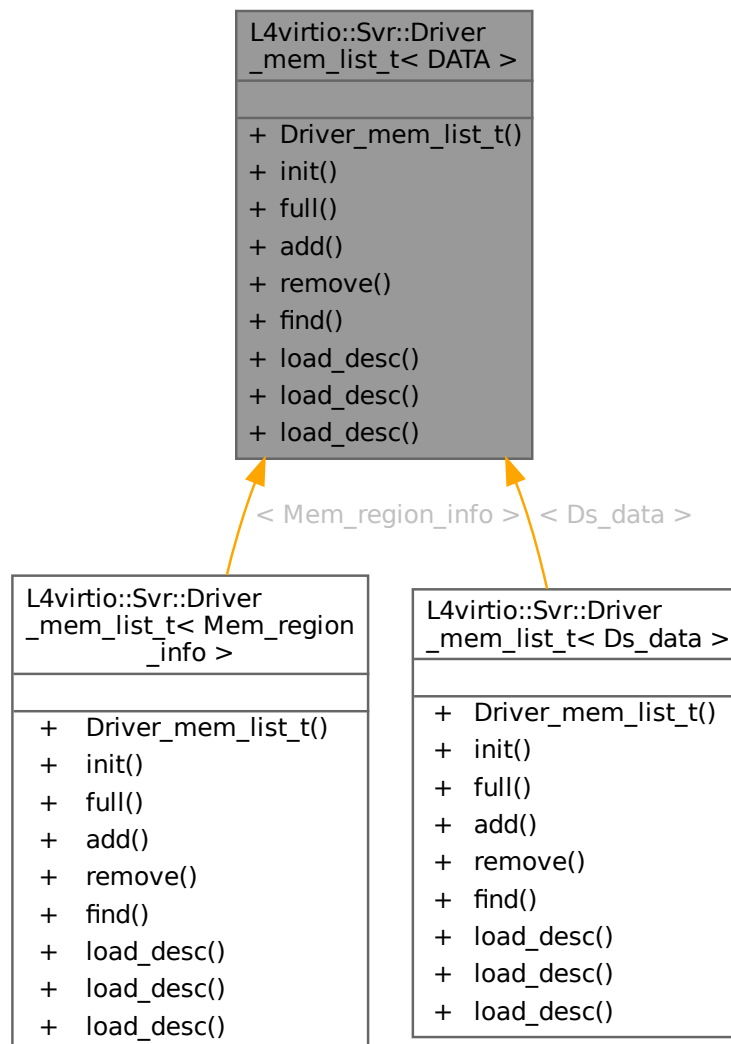 L4virtio::Svr::Driver
_mem_list_t< DATA >
+ Driver_mem_list_t()
+ init()
+ full()
+ add()
+ remove()
+ find()
+ load_desc()
+ load_desc()
+ load_desc()
< Mem_region_info >
< Ds_data >
L4virtio::Svr::Driver
_mem_list_t< Mem_region
_info >
+ Driver_mem_list_t()
+ init()
+ full()
+ add()
+ remove()
+ find()
+ load_desc()
+ load_desc()
+ load_desc()
L4virtio::Svr::Driver
_mem_list_t< Ds_data >
+ Driver_mem_list_t()
+ init()
+ full()
+ add()
+ remove()
+ find()
+ load_desc()
+ load_desc()
+ load_desc()